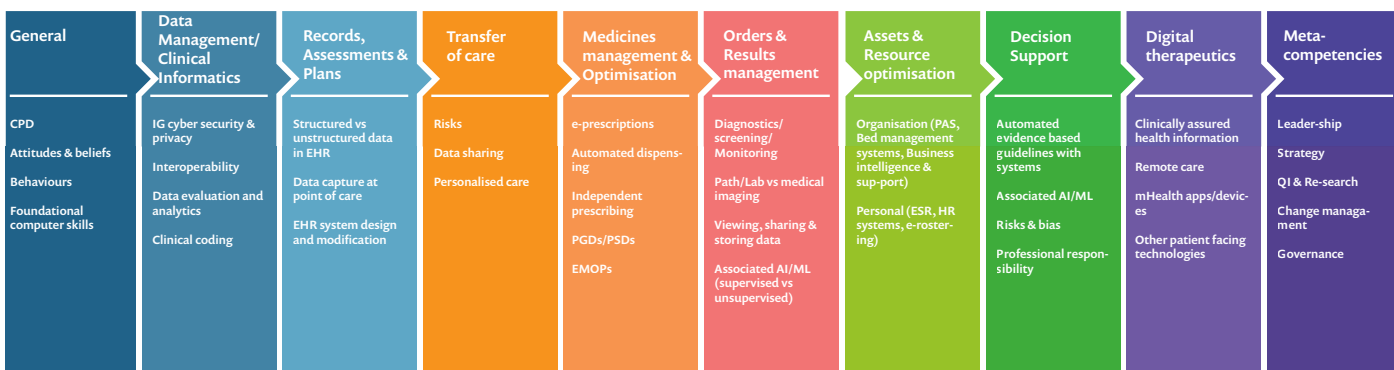 General
CPD
Attitudes & beliefs
Behaviours
Foundational
computer skills
Data
Management/
Clinical
Informatics
IG cyber security &
privacy
Interoperability
Data evaluation and
analytics
Clinical coding
Records,
Assessments &
Plans
Structured vs
unstructured data
in EHR
Data capture at
point of care
EHR system design
and modification
Transfer
of care
Risks
Data sharing
Personalised care
Medicines
management &
Optimisation
e-prescriptions
Automated dispens-
ing
Independent
prescribing
PGDs/PSDs
EMOPs
Orders &
Results
management
Diagnostics/
screening/
Monitoring
Path/Lab vs medical
imaging
Viewing, sharing &
storing data
Associated AI/ML
(supervised vs
unsupervised)
Assets &
Resource
optimisation
Organisation (PAS,
Bed management
systems, Business
intelligence &
sup-port)
Personal (ESR, HR
systems, e-roster-
ing)
Decision
Support
Automated
evidence based
guidelines with
systems
Associated AI/ML
Risks & bias
Professional respon-
sibility
Digital
therapeutics
Clinically assured
health information
Remote care
mHealth apps/devic-
es
Other patient facing
technologies
Meta-
competencies
Leader-ship
Strategy
QI & Re-search
Change managa-
ment
Governance